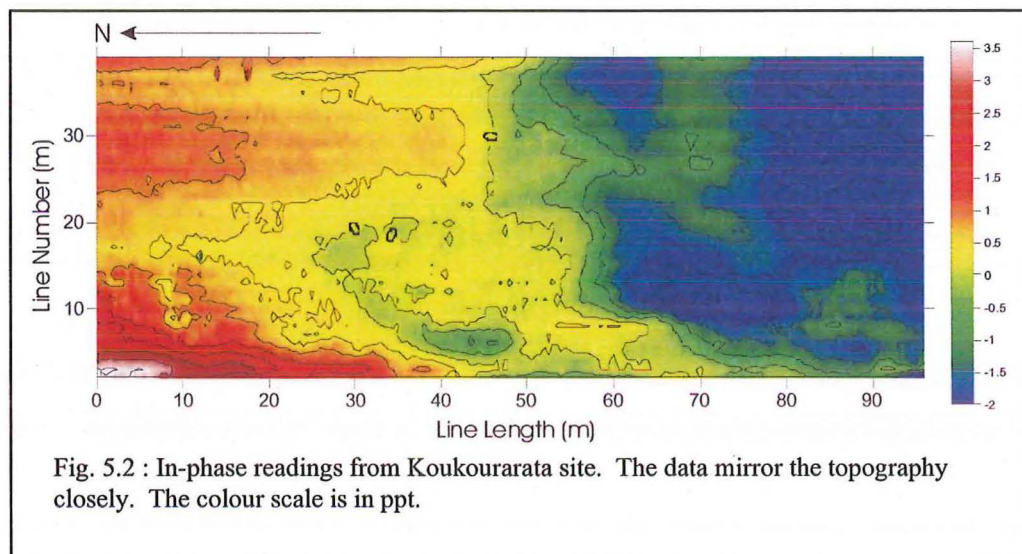 N
30
20
10
Line Number (m)
0 10 20 30 40 50 60 70 80 90
Line Length (m)
3.5
3
2.5
2
1.5
1
0.5
0
-0.5
-1
-1.5
-2
Fig. 5.2 : In-phase readings from Koukourarata site. The data mirror the topography
closely. The colour scale is in ppt.